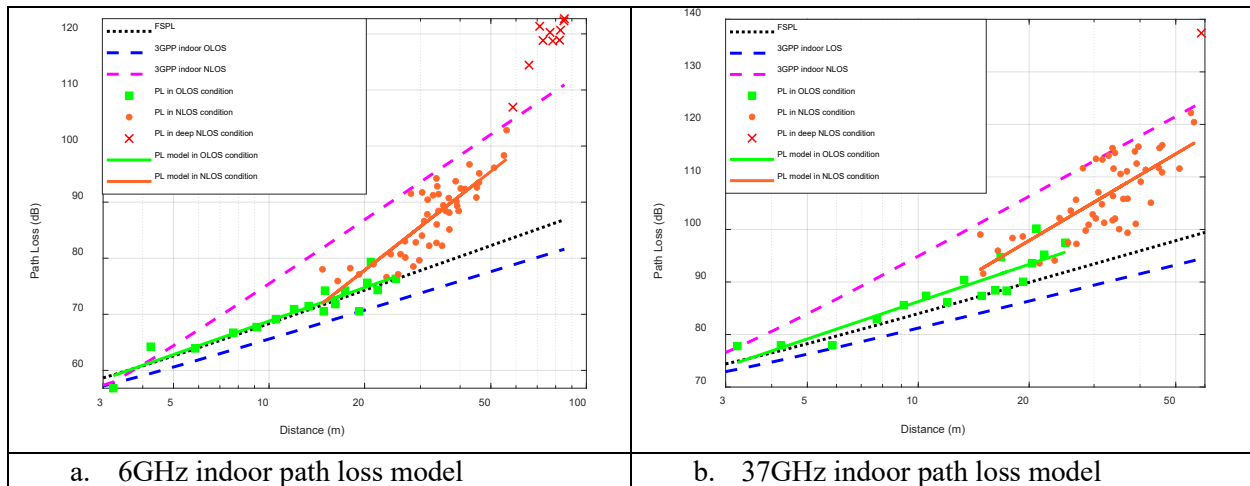 120
110
100
90
80
70
60
3
5
10
20
50
100
Path Loss (dB)
Distance (m)
FSPL
3GPP indoor OLOS
3GPP indoor NLOS
PL in OLOS condition
PL in NLOS condition
PL in deep NLOS condition
PL model in OLOS condition
PL model in NLOS condition
a. 6GHz indoor path loss model
140
130
120
110
100
90
80
70
3
5
10
20
50
Path Loss (dB)
Distance (m)
FSPL
3GPP indoor LOS
3GPP indoor NLOS
PL in OLOS condition
PL in NLOS condition
PL in deep NLOS condition
PL model in OLOS condition
PL model in NLOS condition
b. 37GHz indoor path loss model